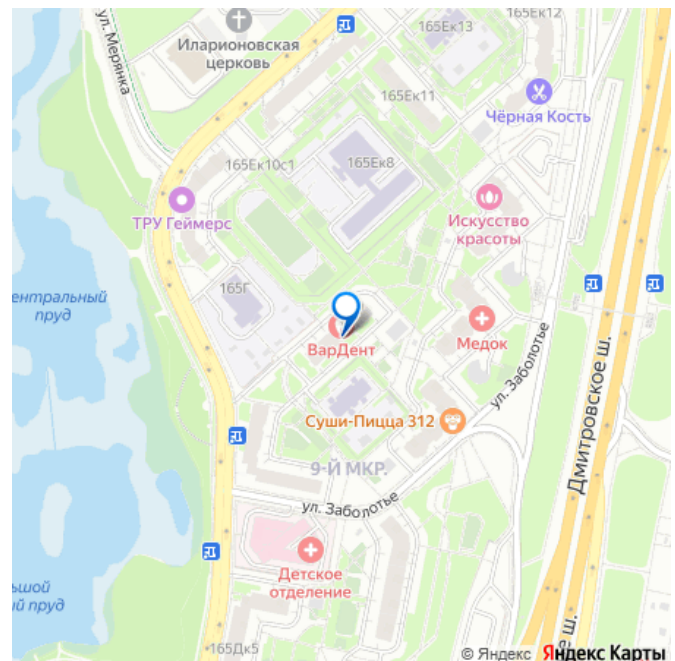 165Ек12
165Ек13
Иларионовская
церковь
ул. Мерянка
165Ек11
Чёрная Кость
165Ек10с1
165Ек8
ТРУ Геймерс
Искусство
красоты
ентральный
пруд
165Г
ВарДент
Медок
ул. Заболотье
Суши-Пицца 312
Дмитровское ш.
9-Й МКР.
ул. Заболотье
Детское
отделение
ьшой
й пруд
165Дк5
е ш.
© Яндекс Яндекс Карты